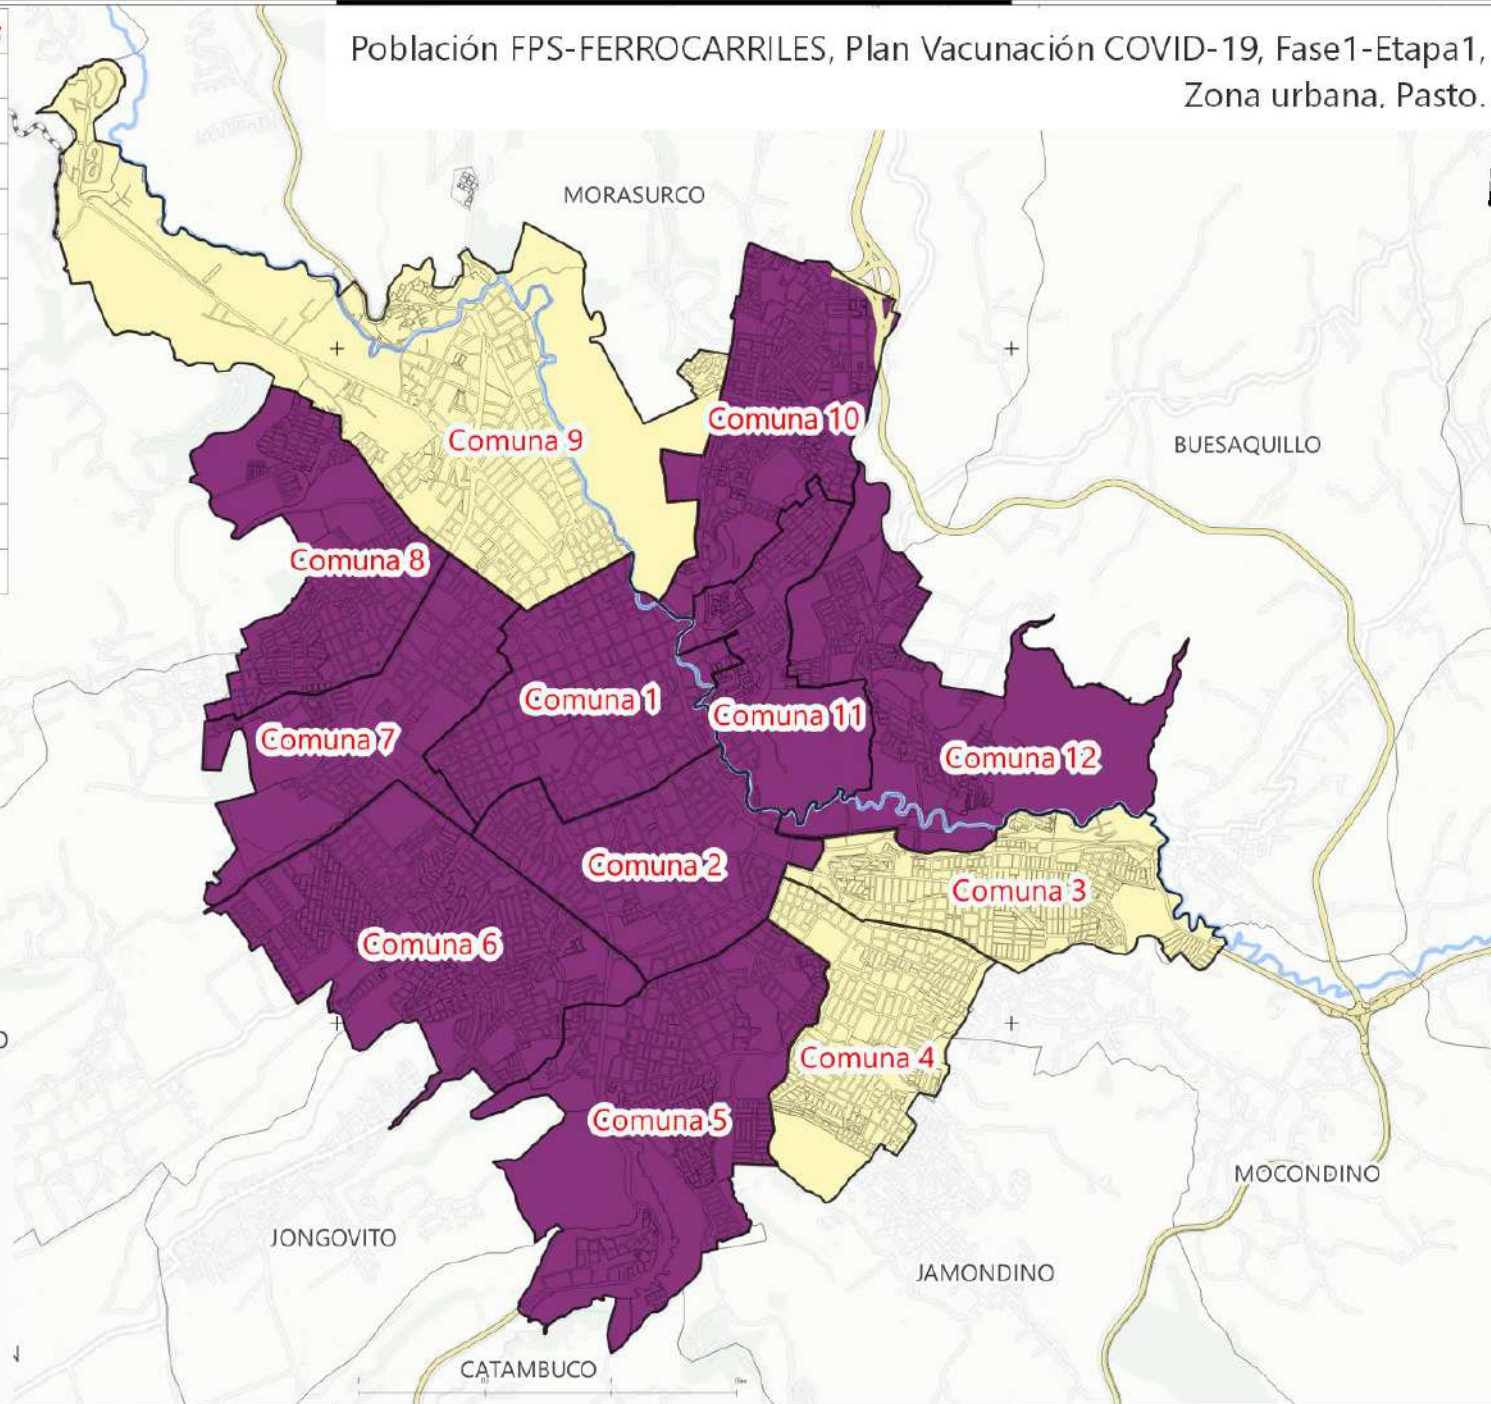 Población FPS-FERROCARRILES, Plan Vacunación COVID-19, Fase1-Etapa1,
Zona urbana, Pasto.
MORASURCO
Comuna 10
Comuna 9
BUESAQUILLO
Comuna 8
Comuna 1
Comuna 11
Comuna 7
Comuna 12
Comuna 2
Comuna 3
Comuna 6
Comuna 4
Comuna 5
MOCONDINO
JONGOVITO
JAMONDINO
CATAMBUCO